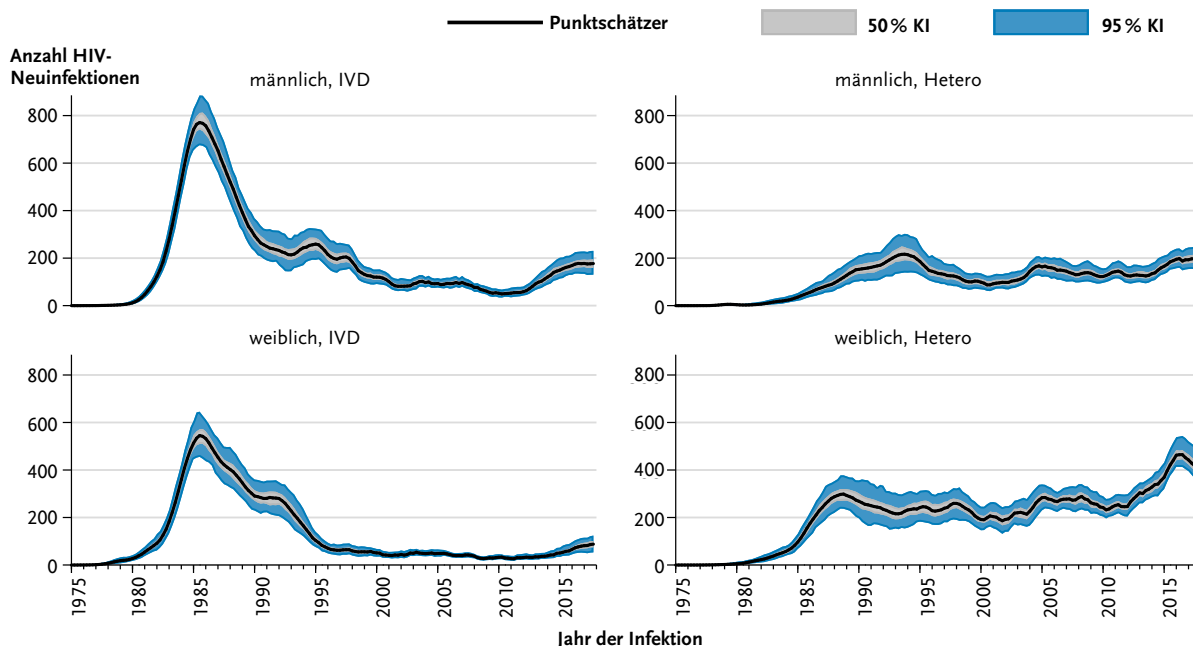 Punktschätzer 50 % KI 95 % KI
Anzahl HIV-
Neuinfektionen
männlich, IVD
männlich, Hetero
800
600
400
200
0
800
600
400
200
0
weiblich, IVD
weiblich, Hetero
800
600
400
200
0
800
600
400
200
0
1975 1980 1985 1990 1995 2000 2005 2010 2015
1975 1980 1985 1990 1995 2000 2005 2010 2015
Jahr der Infektion